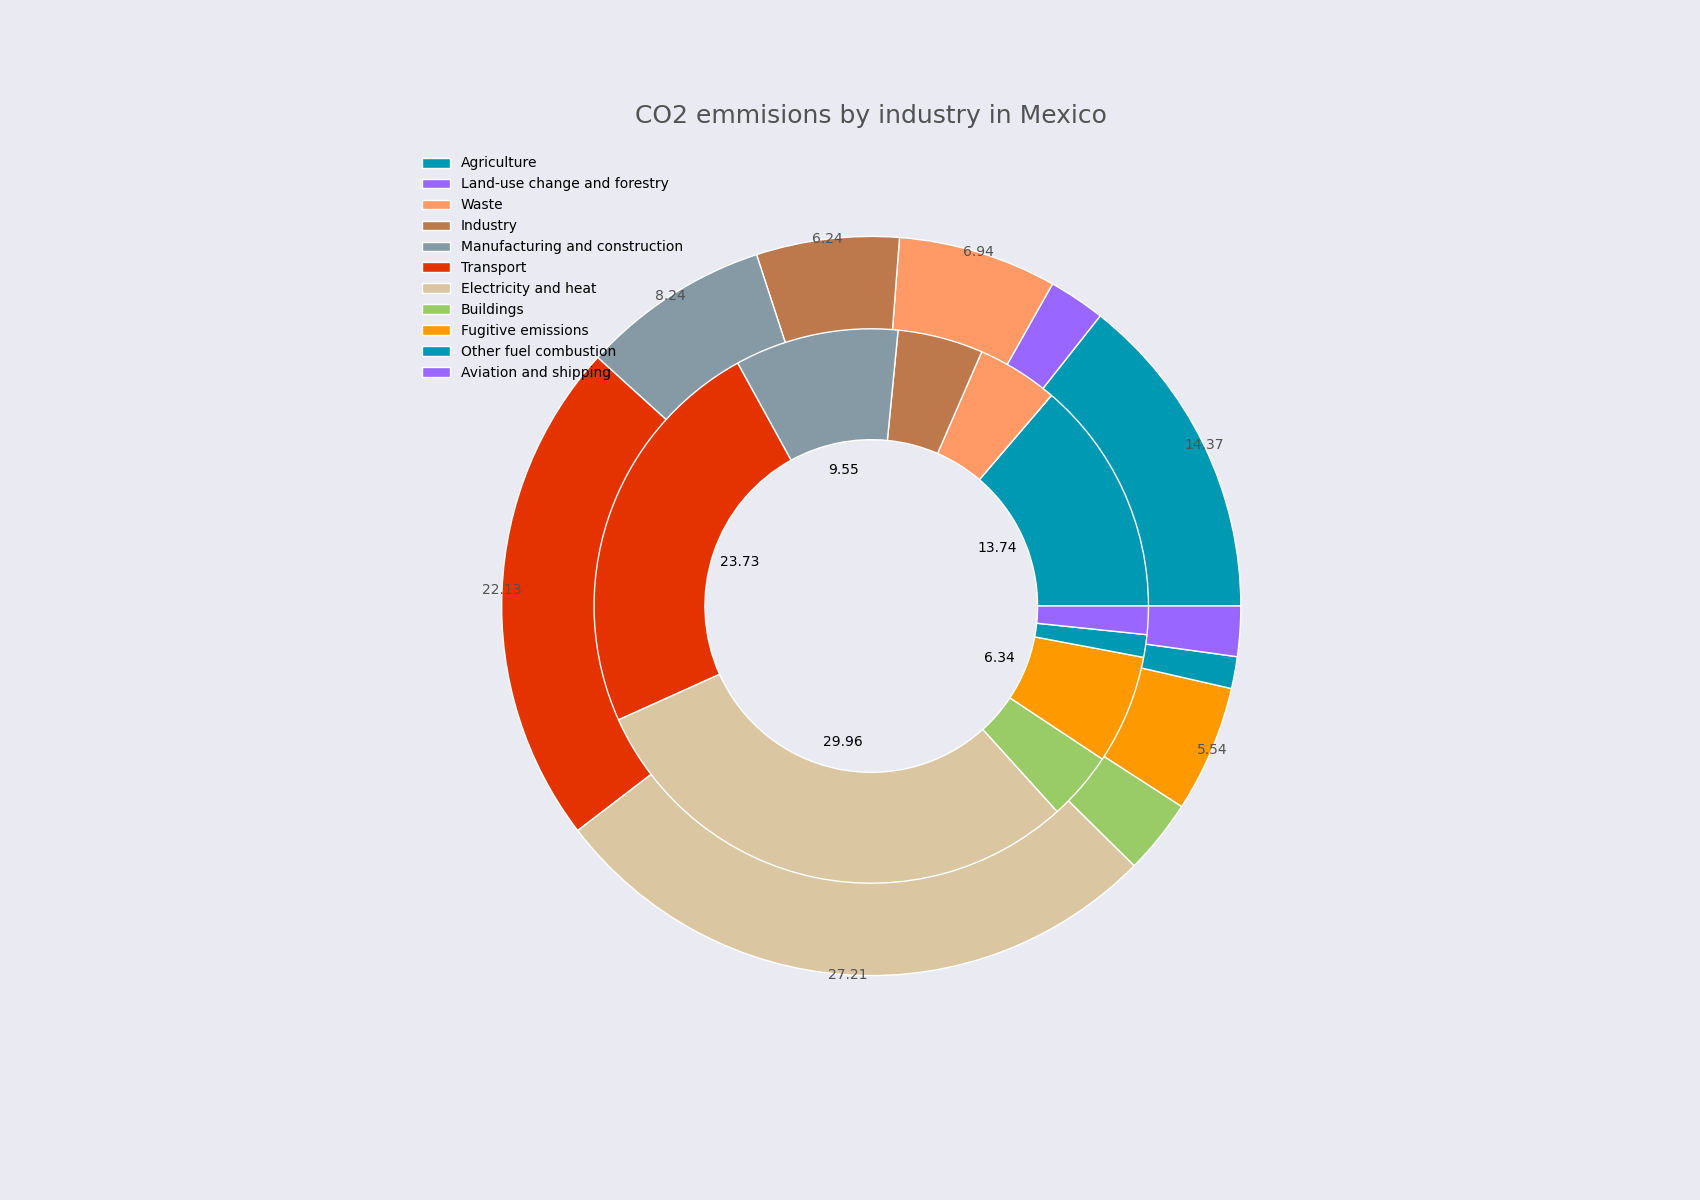 CO2 emmisions by industry in Mexico
Agriculture
Land-use change and forestry
Waste
Industry
Manufacturing and construction
Transport
Electricity and heat
Buildings
Fugitive emissions
Other fuel combustion
Aviation and shipping
6.24
6.94
8.24
14.37
9.55
13.74
23.73
22.13
6.34
29.96
5.54
27.21